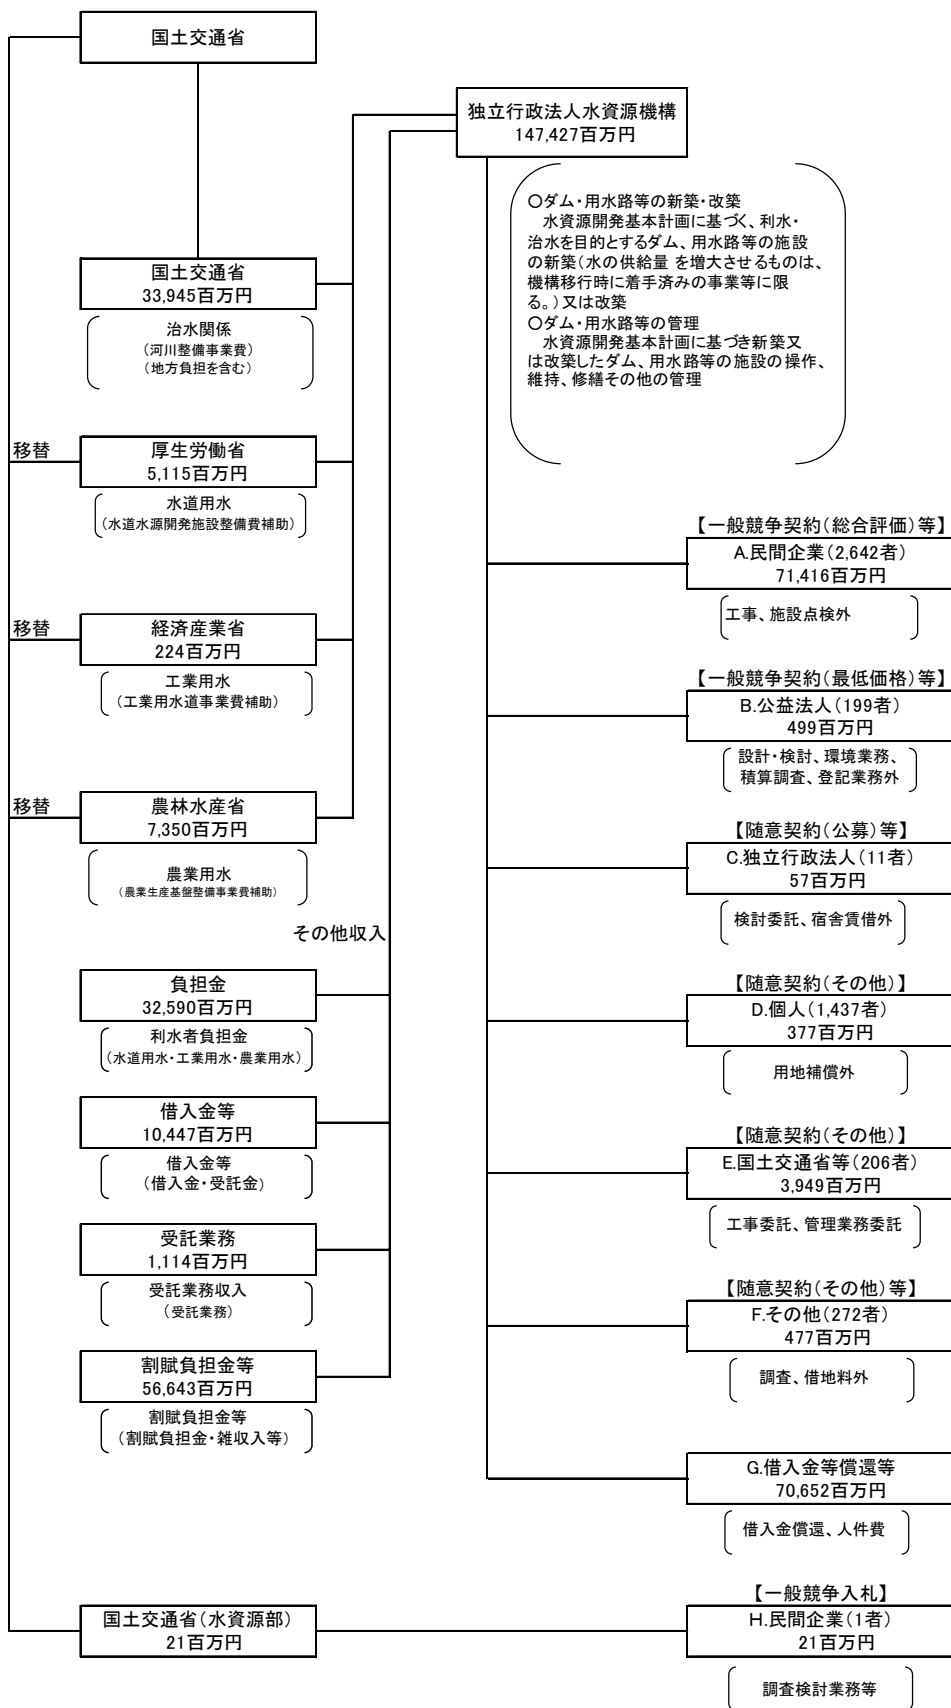 国土交通省
独立行政法人水資源機構
147,427百万円
○ダム・用水路等の新築・改築
水資源開発基本計画に基づく、利水・
治水を目的とするダム、用水路等の施設
の新築(水の供給量 を増大させるものは、
機構移行時に着手済みの事業等に限
る。)又は改築
○ダム・用水路等の管理
水資源開発基本計画に基づき新築又
は改築したダム、用水路等の施設の操作、
維持、修繕その他の管理
国土交通省
33,945百万円
治水関係
(河川整備事業費)
(地方負担を含む)
移替
厚生労働省
5,115百万円
水道用水
(水道水源開発施設整備費補助)
移替
経済産業省
224百万円
工業用水
(工業用水道事業費補助)
移替
農林水産省
7,350百万円
農業用水
(農業生産基盤整備事業費補助)
その他収入
負担金
32,590百万円
利水者負担金
(水道用水・工業用水・農業用水)
借入金等
10,447百万円
借入金等
(借入金・受託金)
受託業務
1,114百万円
受託業務収入
(受託業務)
割賦負担金等
56,643百万円
割賦負担金等
(割賦負担金・雑収入等)
【一般競争契約(総合評価)等】
A.民間企業(2,642者)
71,416百万円
工事、施設点検外
【一般競争契約(最低価格)等】
B.公益法人(199者)
499百万円
設計・検討、環境業務、
積算調査、登記業務外
【随意契約(公募)等】
C.独立行政法人(11者)
57百万円
検討委託、宿舎賃借外
【随意契約(その他)】
D.個人(1,437者)
377百万円
用地補償外
【随意契約(その他)】
E.国土交通省等(206者)
3,949百万円
工事委託、管理業務委託
【随意契約(その他)等】
F.その他(272者)
477百万円
調査、借地料外
G.借入金等償還等
70,652百万円
借入金償還、人件費
国土交通省(水資源部)
21百万円
【一般競争入札】
H.民間企業(1者)
21百万円
調査検討業務等